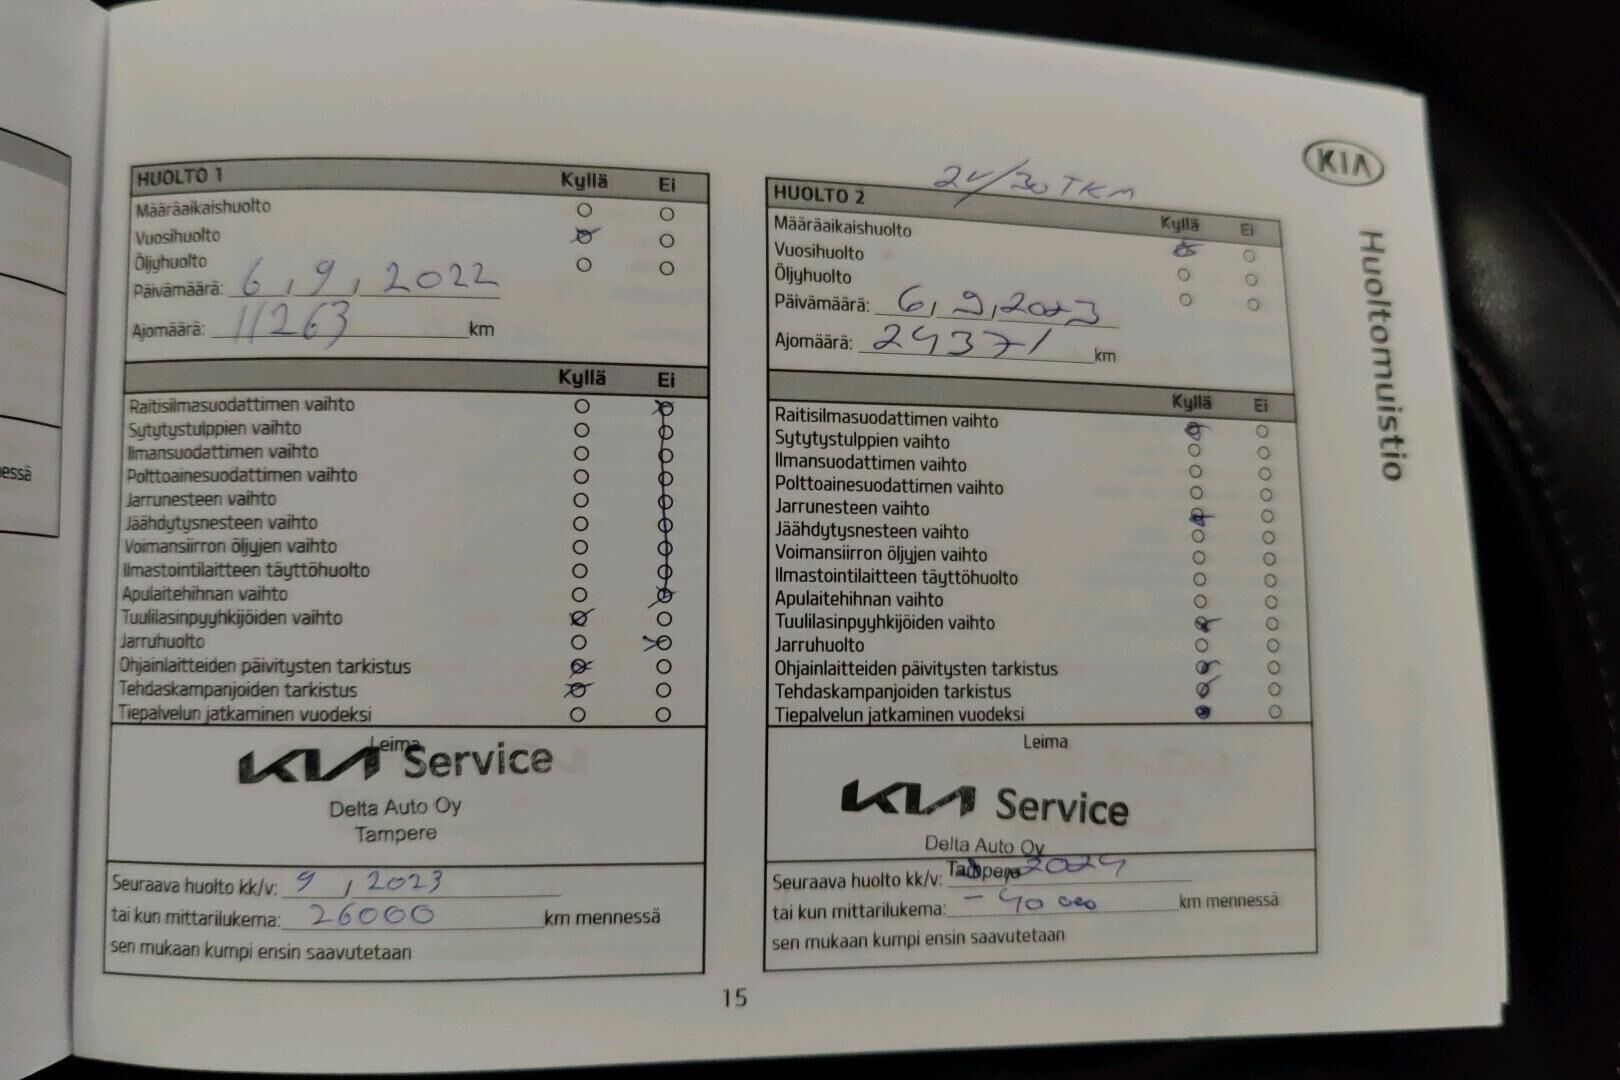 essä
HUOLTO 1 Kyllä Ei
Määräaikaishuolto
Vuosihuolto
Öljyhuolto
Päivämäärä: 6, 9, 2022
Ajomäärä: 11263 km
Kyllä Ei
Raitisilmasuodattimen vaihto
Sytytystulppien vaihto
Ilmansuodattimen vaihto
Polttoainesuodattimen vaihto
Jarrunesteen vaihto
Jäähdytysnesteen vaihto
Voimansiirron öljyjen vaihto
Ilmastointilaitteen täyttöhuolto
Apulaitehihnan vaihto
Tuulilasinpyyhkijöiden vaihto
Jarruhuolto
Ohjainlaitteiden päivitysten tarkistus
Tehdaskampanjoiden tarkistus
Tiepalvelun jatkaminen vuodeksi
Leima
KIA Service
Delta Auto Oy
Tampere
Seuraava huolto kk/v: 9 , 2023
tai kun mittarilukema: 26000 km mennessä
sen mukaan kumpi ensin saavutetaan
2v/30 TKM
HUOLTO 2 Kyllä Ei
Määräaikaishuolto
Vuosihuolto
Öljyhuolto
Päivämäärä: 6, 9, 2023
Ajomäärä: 24371 km
Kyllä Ei
Raitisilmasuodattimen vaihto
Sytytystulppien vaihto
Ilmansuodattimen vaihto
Polttoainesuodattimen vaihto
Jarrunesteen vaihto
Jäähdytysnesteen vaihto
Voimansiirron öljyjen vaihto
Ilmastointilaitteen täyttöhuolto
Apulaitehihnan vaihto
Tuulilasinpyyhkijöiden vaihto
Jarruhuolto
Ohjainlaitteiden päivitysten tarkistus
Tehdaskampanjoiden tarkistus
Tiepalvelun jatkaminen vuodeksi
Leima
KIA Service
Delta Auto Oy
Tampere
Seuraava huolto kk/v: 2024
tai kun mittarilukema: - 40 000 km mennessä
sen mukaan kumpi ensin saavutetaan
KIA
Huoltomuistio
15